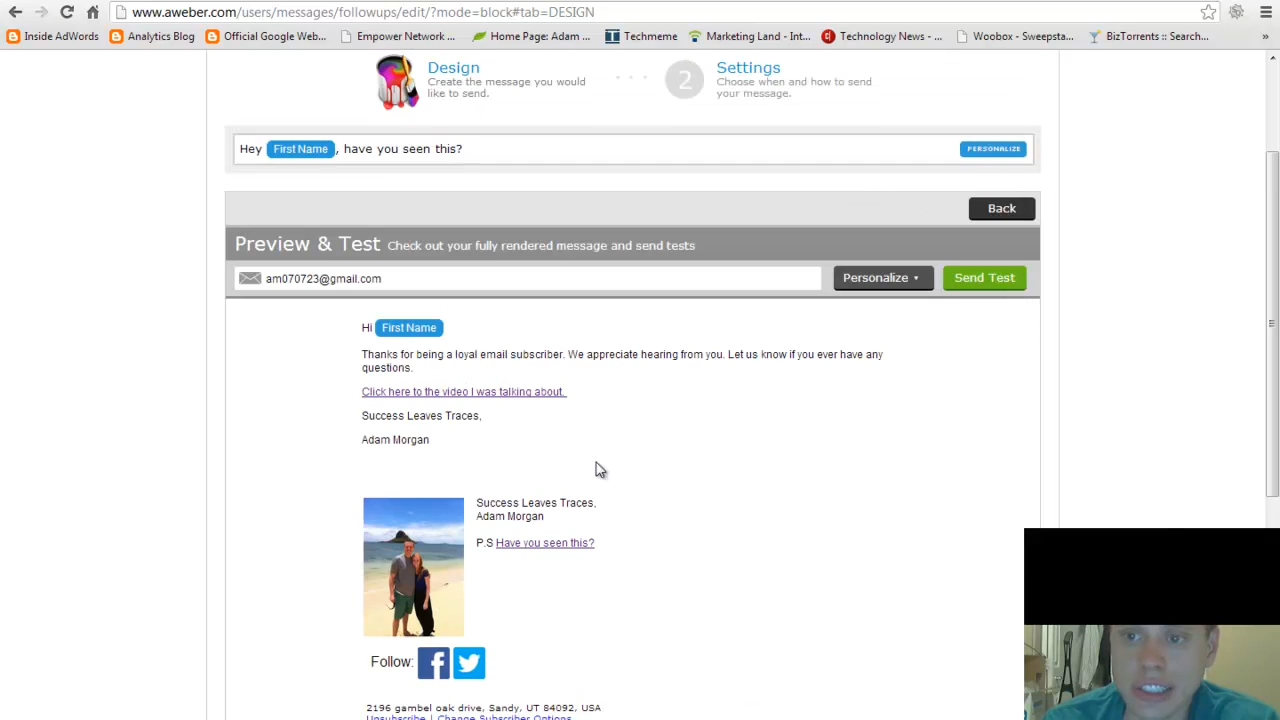 www.aweber.com/users/messages/followups/edit/?mode=block#tab=DESIGN
Inside AdWords
Analytics Blog
Official Google Web...
Empower Network ...
Home Page: Adam ...
Techmeme
Marketing Land - Int...
Technology News - ...
Woobox - Sweepsta...
BizTorrents :: Search...
»
Design
Create the message you would
like to send.
2
Settings
Choose when and how to send
your message.
Hey First Name , have you seen this?
PERSONALIZE
Back
Preview & Test Check out your fully rendered message and send tests
am070723@gmail.com
Personalize
Send Test
Hi First Name
Thanks for being a loyal email subscriber. We appreciate hearing from you. Let us know if you ever have any
questions.
Click here to the video I was talking about.
Success Leaves Traces,
Adam Morgan
Success Leaves Traces,
Adam Morgan
P.S Have you seen this?
Follow:
2196 gambel oak drive, Sandy, UT 84092, USA
Unsubscribe | Change Subscriber Options